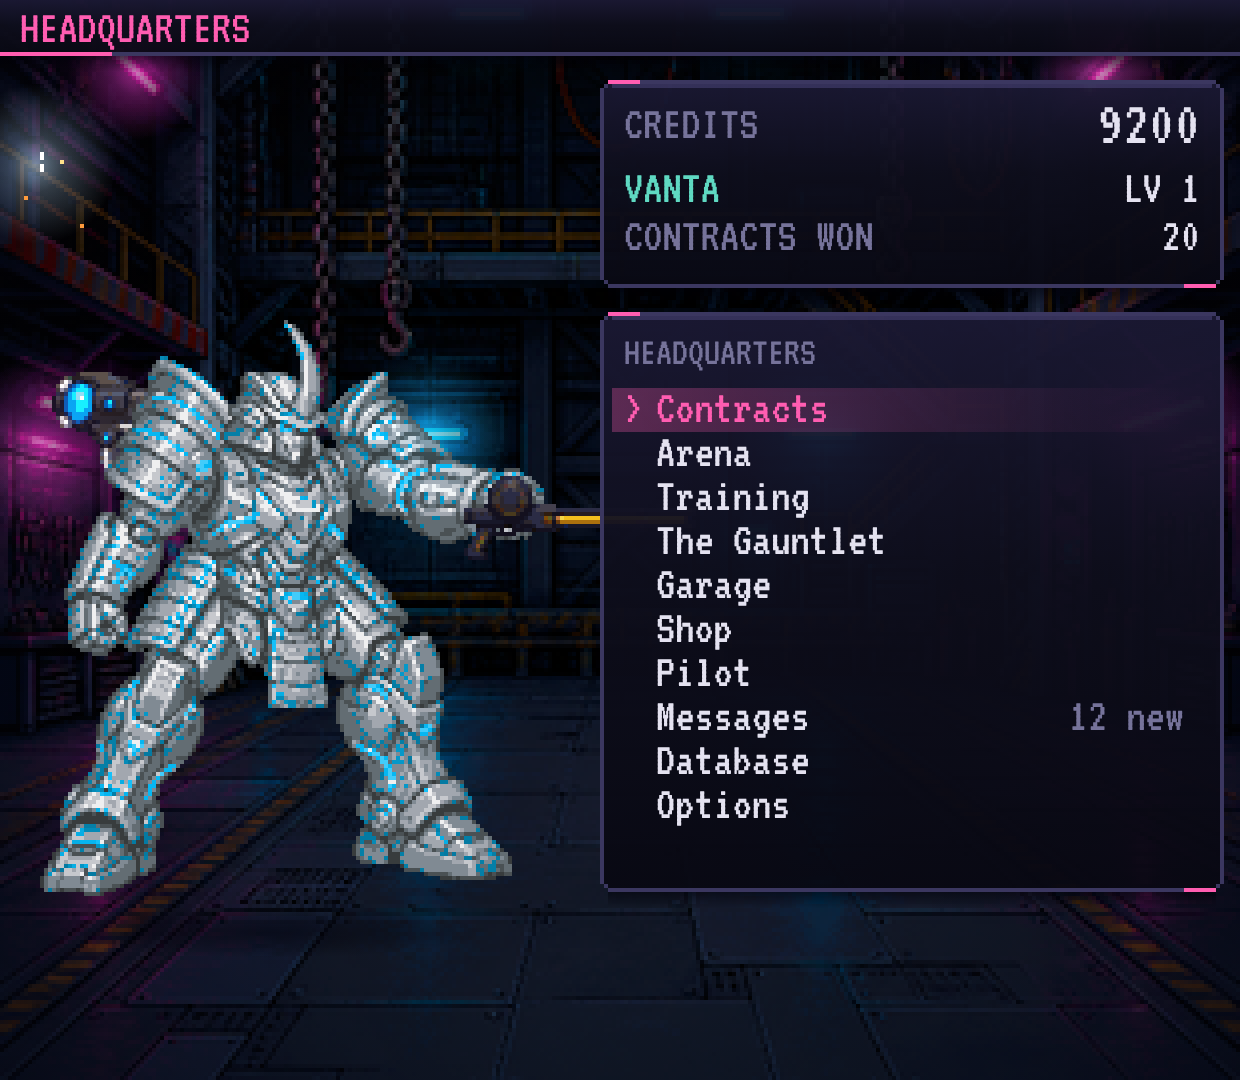 HEADQUARTERS
CREDITS 9200
VANTA LV 1
CONTRACTS WON 20
HEADQUARTERS
> Contracts
Arena
Training
The Gauntlet
Garage
Shop
Pilot
Messages 12 new
Database
Options